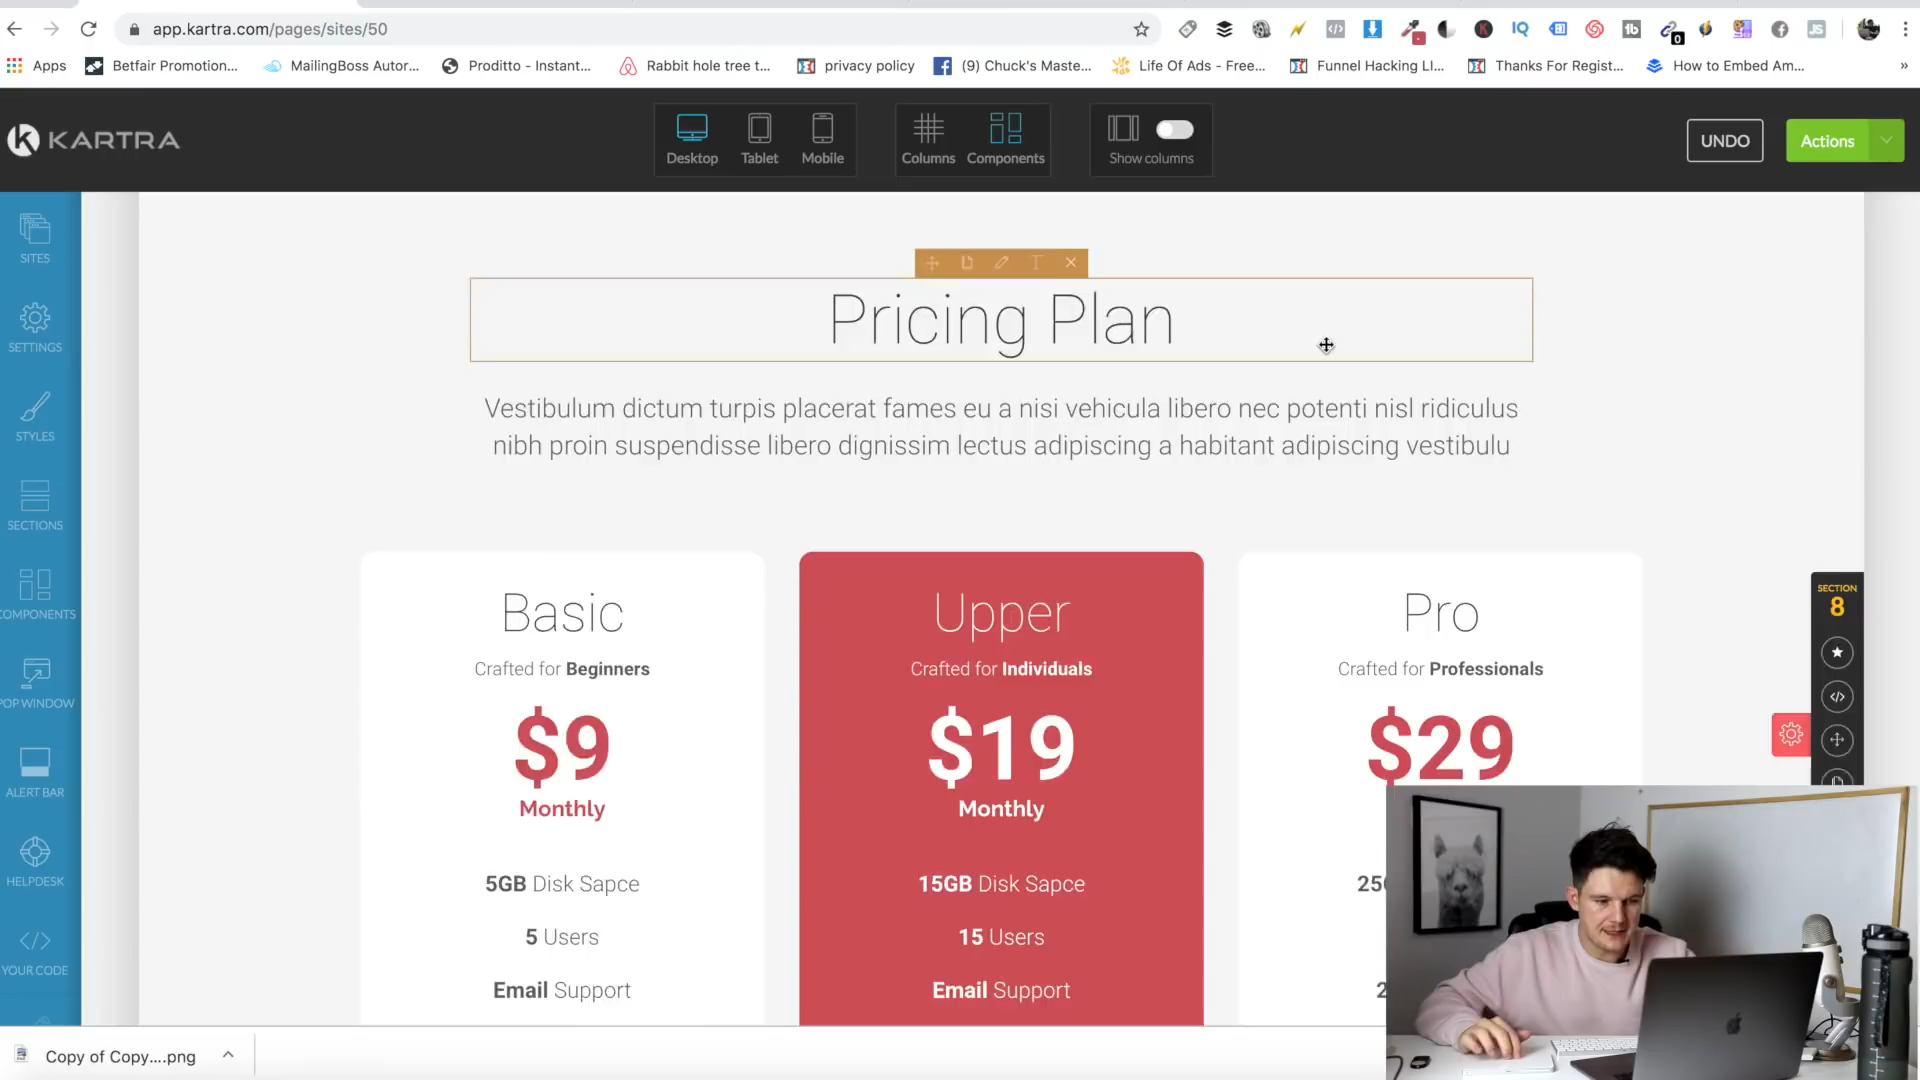 app.kartra.com/pages/sites/50
Apps
Betfair Promotion...
MailingBoss Autor...
Proditto - Instant...
Rabbit hole tree t...
privacy policy
(9) Chuck's Maste...
Life Of Ads - Free...
Funnel Hacking LI...
Thanks For Regist...
How to Embed Am...
»
KARTRA
Desktop
Tablet
Mobile
Columns
Components
Show columns
UNDO
Actions
SITES
SETTINGS
STYLES
SECTIONS
COMPONENTS
POP WINDOW
ALERT BAR
HELPDESK
YOUR CODE
Pricing Plan
Vestibulum dictum turpis placerat fames eu a nisi vehicula libero nec potenti nisl ridiculus
nibh proin suspendisse libero dignissim lectus adipiscing a habitant adipiscing vestibulu
Basic
Crafted for Beginners
$9
Monthly
5GB Disk Sapce
5 Users
Email Support
Upper
Crafted for Individuals
$19
Monthly
15GB Disk Sapce
15 Users
Email Support
Pro
Crafted for Professionals
$29
SECTION
8
Copy of Copy....png